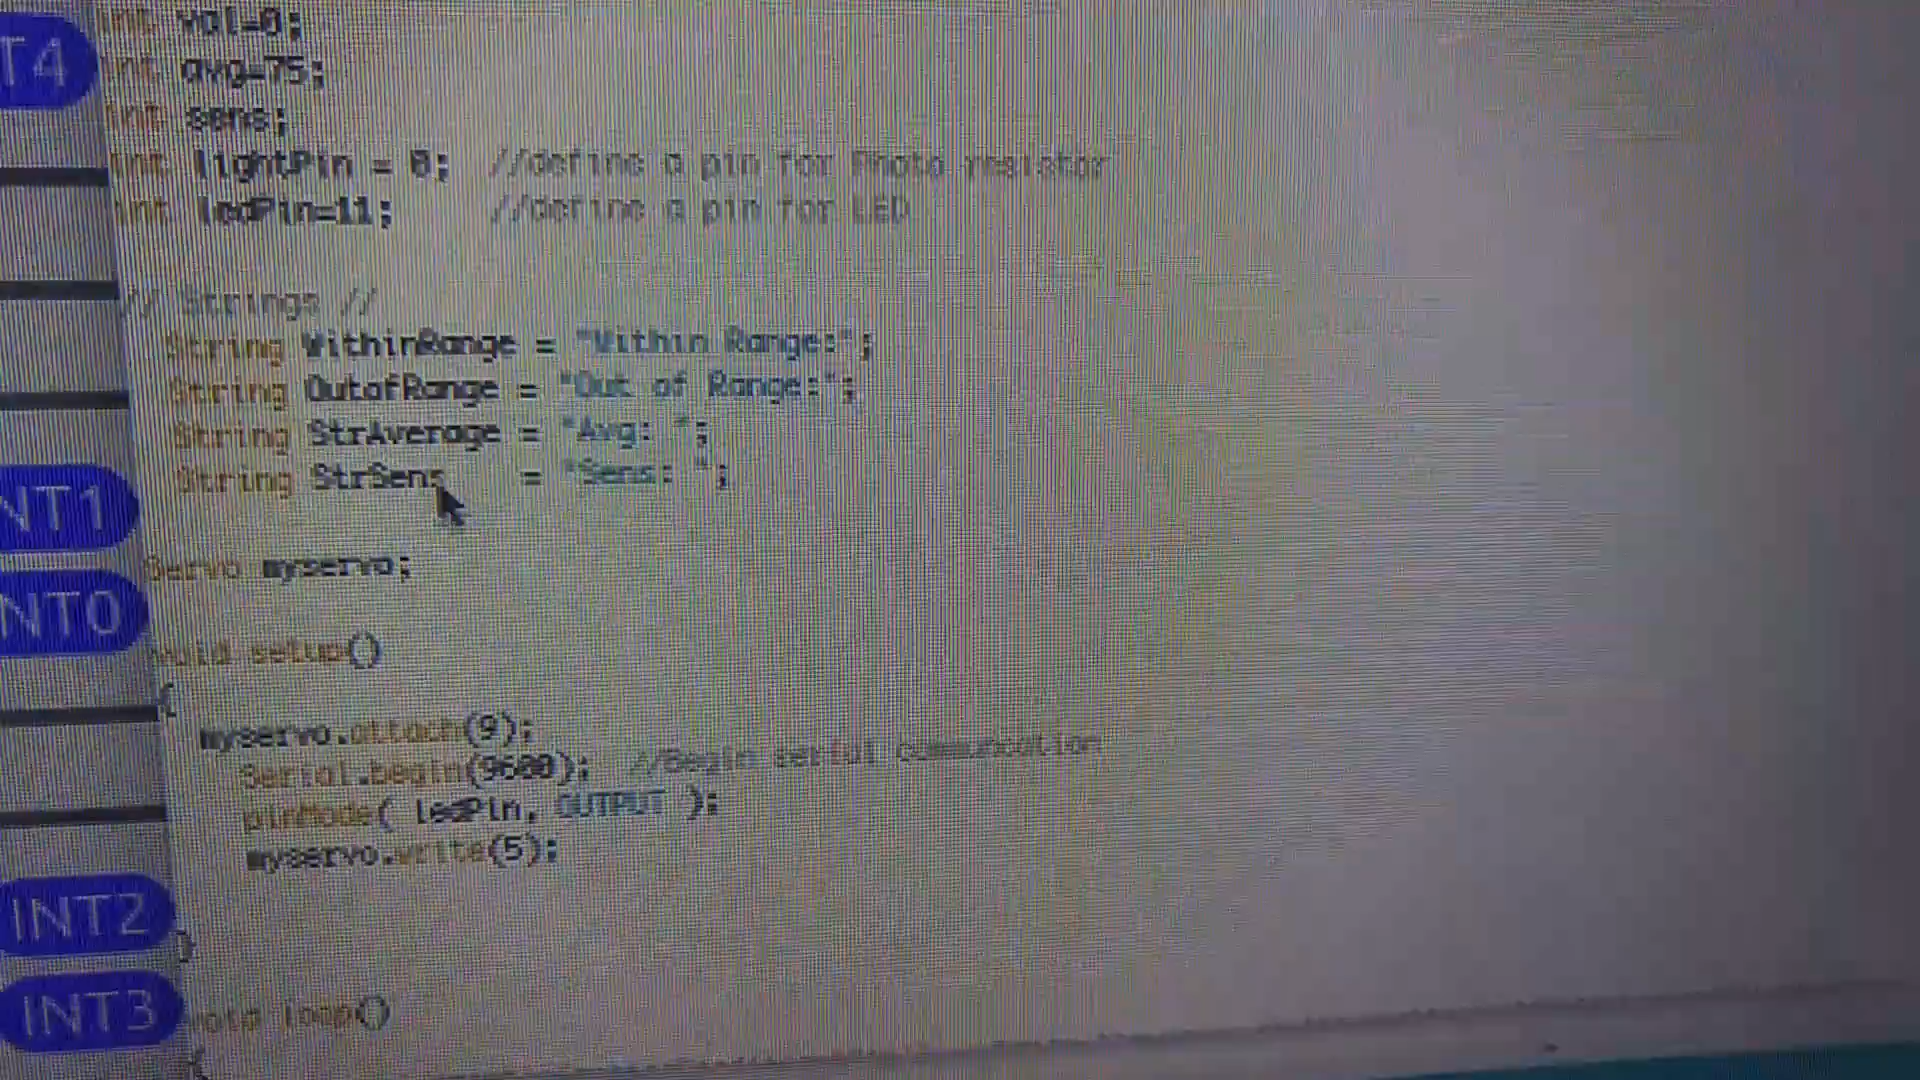 int val=0;
T4
int avg=75;
int sens;
int lightPin = 0; //define a pin for Photo resistor
int ledPin=11; //define a pin for LED
// Strings //
String WithinRange = "Within Range:";
String OutofRange = "Out of Range:";
String StrAverage = "Avg: ";
String StrSens = "Sens: ";
NT1
Servo myservo;
NT0
void setup()
{
myservo.attach(9);
Serial.begin(9600); //Begin serial
pinMode( ledPin, OUTPUT );
myservo.write(5);
INT2
}
INT3
void loop()
{